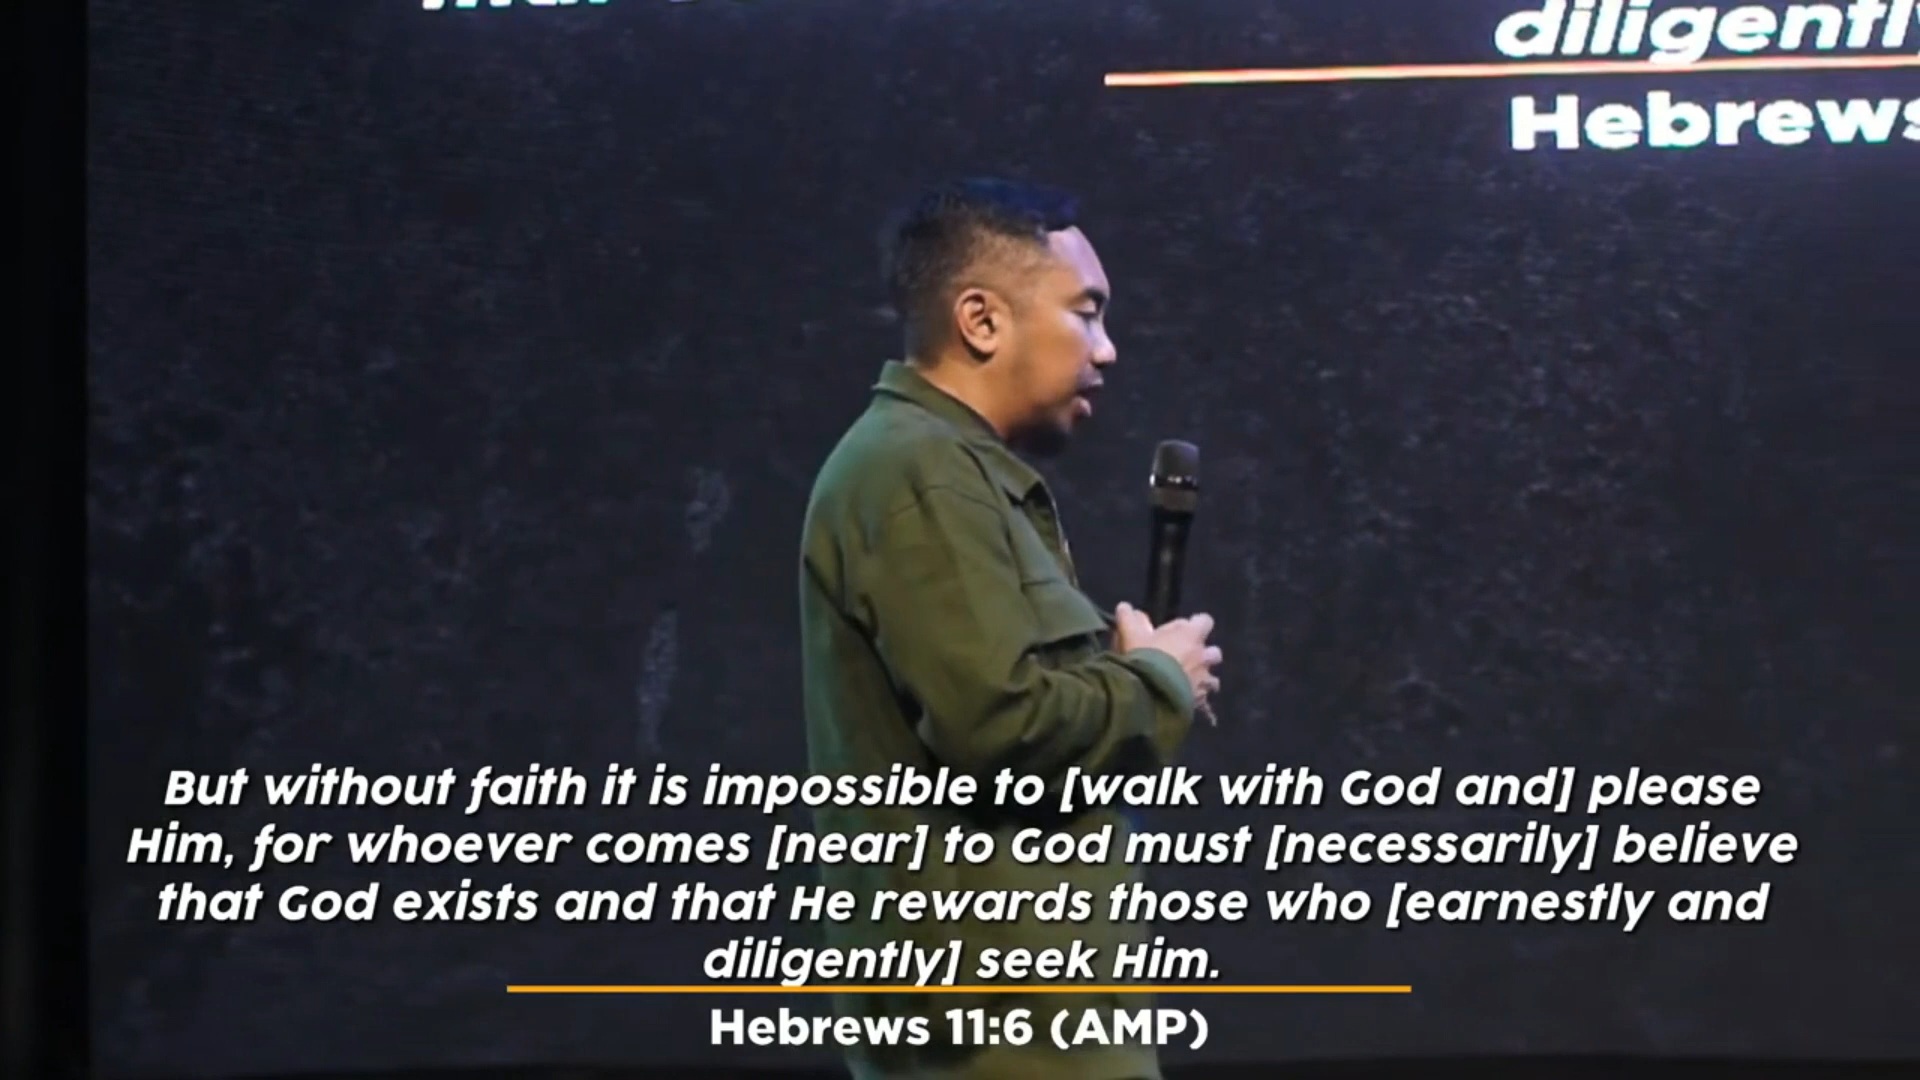 diligently
Hebrews
But without faith it is impossible to [walk with God and] please
Him, for whoever comes [near] to God must [necessarily] believe
that God exists and that He rewards those who [earnestly and
diligently] seek Him.
Hebrews 11:6 (AMP)